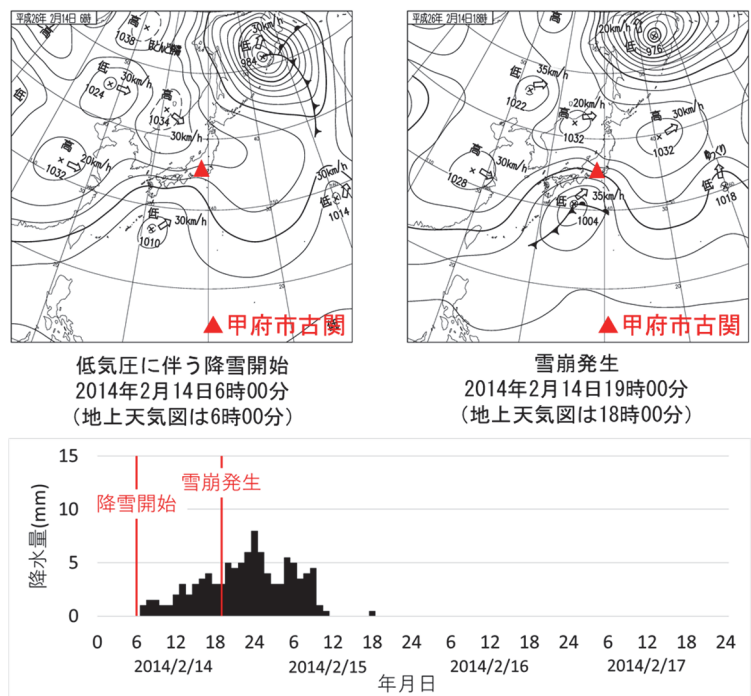 平成26年 2月14日 6時
高
1038
高
低
984
30km/h
低
1024
30km/h
高
1034
30km/h
低
高
1032
20km/h
低
1010
30km/h
30km/h
低
1014
▲甲府市古関
平成26年 2月14日18時
20km/h
低
976
低
1022
35km/h
高
1032
20km/h
高
1032
30km/h
高
1028
30km/h
低
1004
35km/h
低
1018
▲甲府市古関
低気圧に伴う降雪開始
2014年2月14日6時00分
（地上天気図は6時00分）
雪崩発生
2014年2月14日19時00分
（地上天気図は18時00分）
降水量(mm)
15
10
5
0
降雪開始
雪崩発生
0 6 12 18 24 6 12 18 24 6 12 18 24 6 12 18 24
2014/2/14 2014/2/15 2014/2/16 2014/2/17
年月日